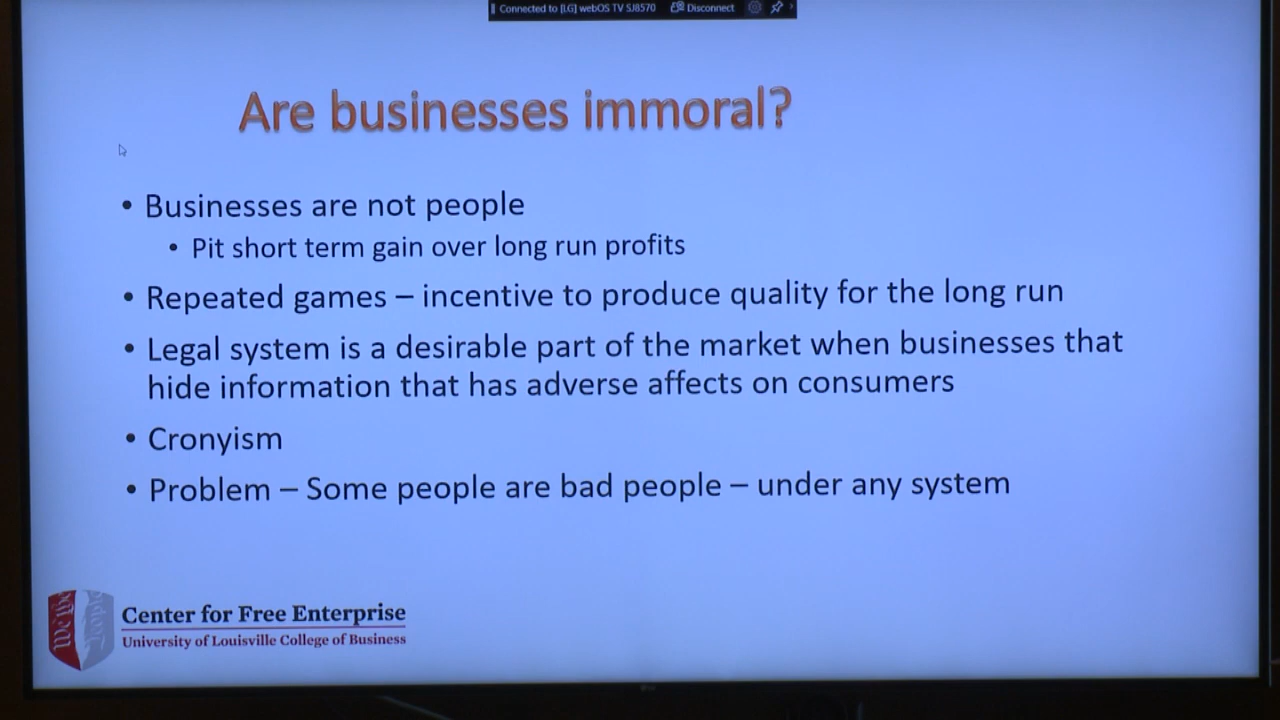 Connected to [LG] webOS TV SJ8570 Disconnect
Are businesses immoral?
• Businesses are not people
• Pit short term gain over long run profits
• Repeated games – incentive to produce quality for the long run
• Legal system is a desirable part of the market when businesses that
hide information that has adverse affects on consumers
• Cronyism
• Problem – Some people are bad people – under any system
We the
Center for Free Enterprise
University of Louisville College of Business